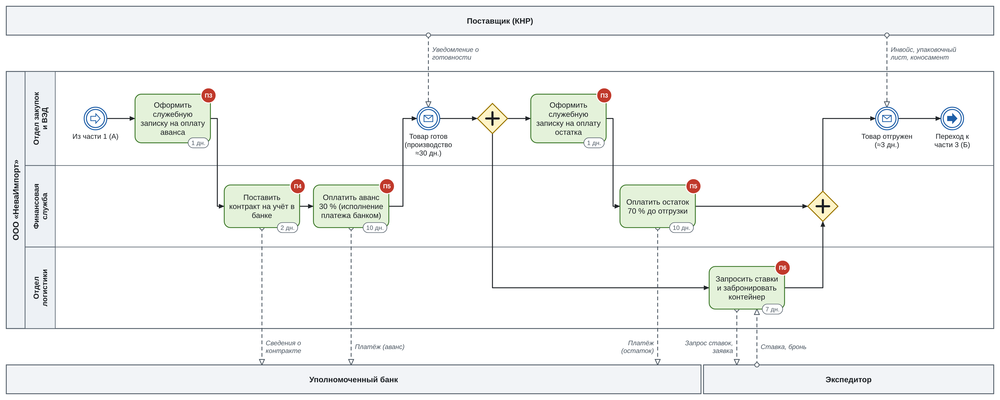 Поставщик (КНР)
Уведомление о
готовности
Инвойс, упаковочный
лист, коносамент
ООО «НеваИмпорт»
Отдел закупок
и ВЭД
Из части 1 (А)
П3
Оформить
служебную
записку на оплату
аванса
1 дн.
Товар готов
(производство
≈30 дн.)
П3
Оформить
служебную
записку на оплату
остатка
1 дн.
Товар отгружен
(≈3 дн.)
Переход к
части 3 (Б)
Финансовая
служба
П4
Поставить
контракт на учёт в
банке
2 дн.
П5
Оплатить аванс
30 % (исполнение
платежа банком)
10 дн.
П5
Оплатить остаток
70 % до отгрузки
10 дн.
Отдел
логистики
П6
Запросить ставки
и забронировать
контейнер
7 дн.
Сведения о
контракте
Платёж (аванс)
Платёж
(остаток)
Запрос ставок,
заявка
Ставка, бронь
Уполномоченный банк
Экспедитор